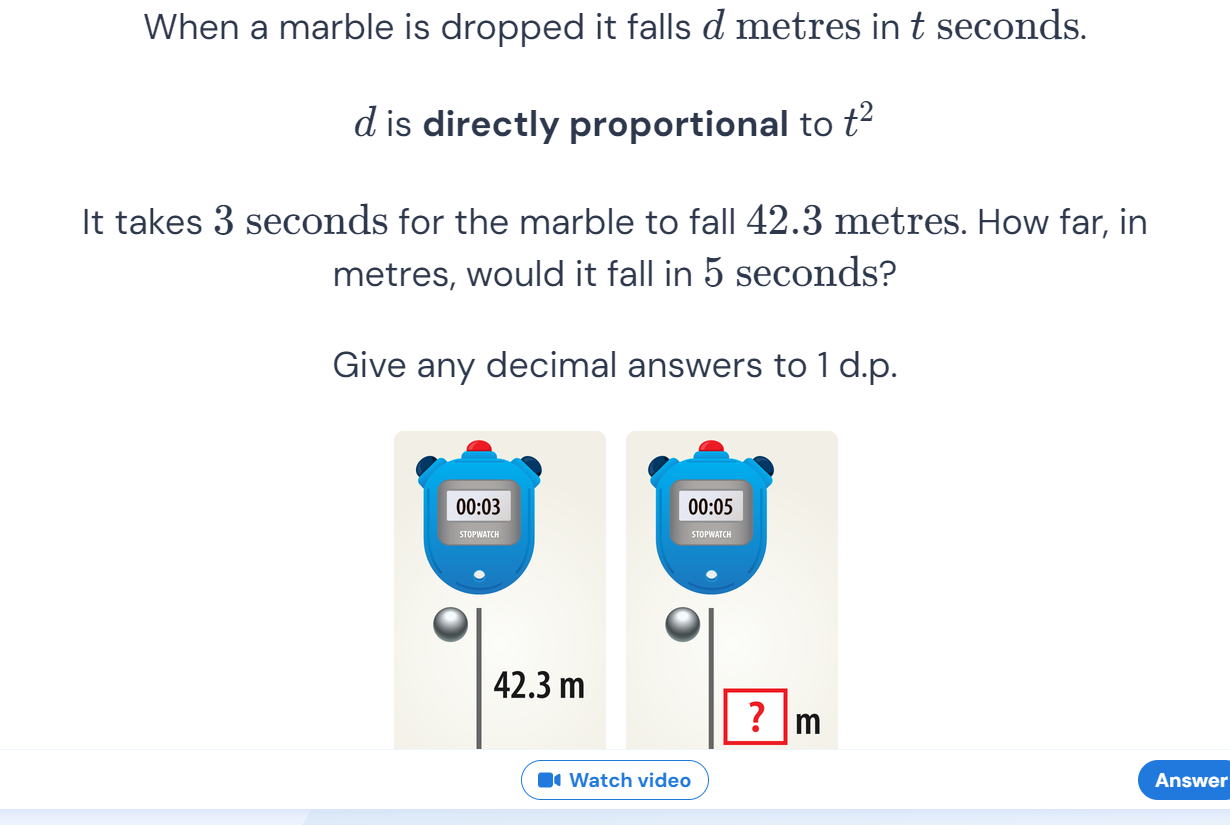 When a marble is dropped it falls d metres in t seconds.
d is directly proportional to t²
It takes 3 seconds for the marble to fall 42.3 metres. How far, in
metres, would it fall in 5 seconds?
Give any decimal answers to 1 d.p.
00:03
STOPWATCH
42.3 m
00:05
STOPWATCH
? m
Watch video
Answer